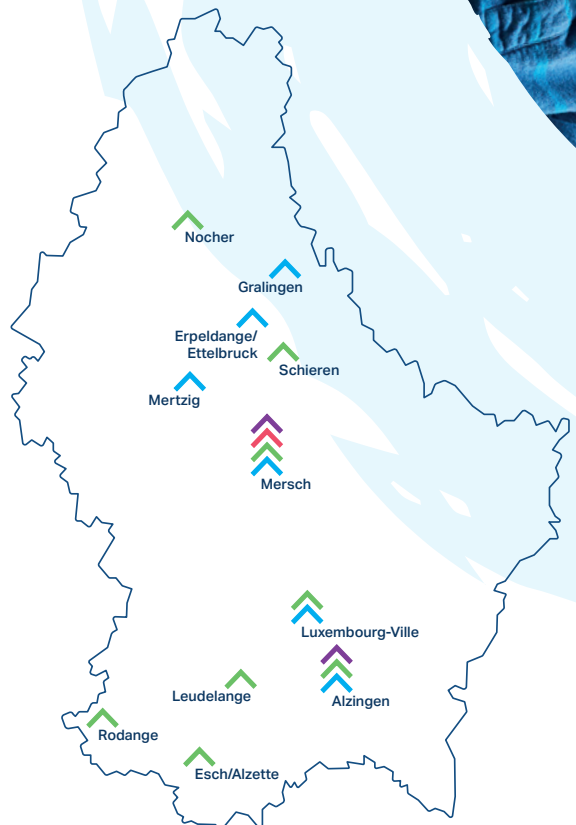 Nocher
Gralingen
Erpeldange/
Ettelbruck
Schieren
Mertzig
Mersch
Luxembourg-Ville
Leudelange
Alzingen
Rodange
Esch/Alzette